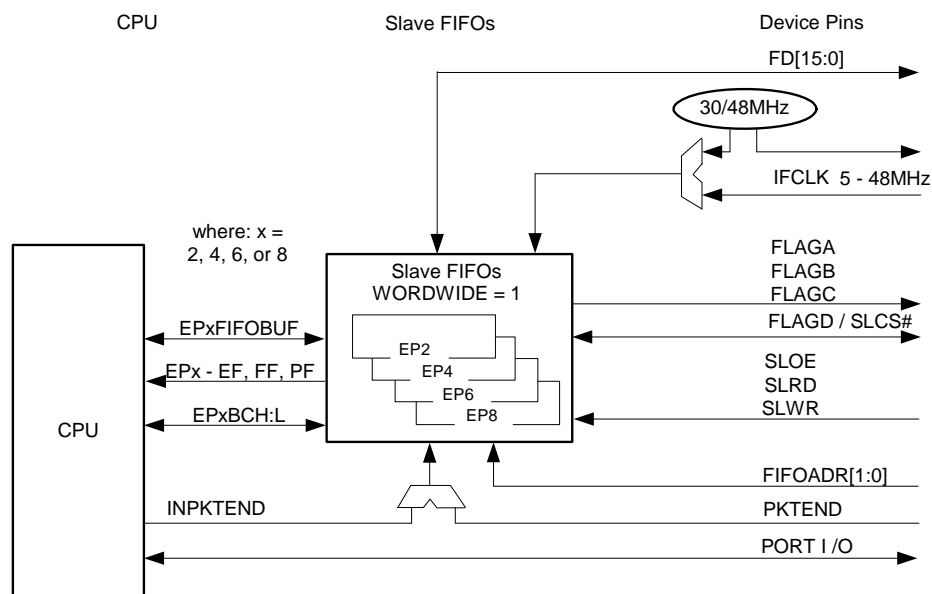 CPU
Slave FIFOs
Device Pins
FD[15:0]
30/48MHz
IFCLK 5 - 48MHz
where: x =
2, 4, 6, or 8
Slave FIFOs
WORDWIDE = 1
FLAGA
FLAGB
FLAGC
FLAGD / SLCS#
EPxFIFOBUF
EP2
EPx - EF, FF, PF
EP4
SLOE
EP6
SLRD
EPxBCH:L
EP8
SLWR
CPU
FIFOADR[1:0]
INPKTEND
PKTEND
PORT I /O